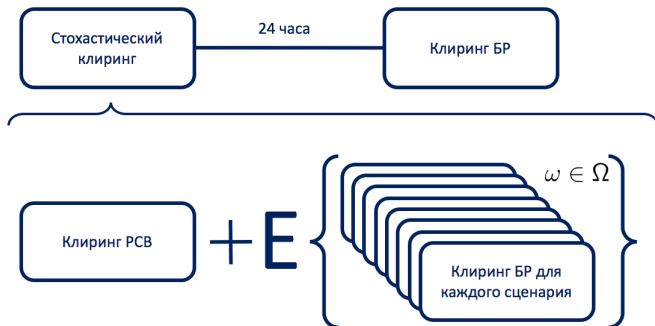 Стохастический
клиринг
24 часа
Клиринг БР
Клиринг РСВ
+ E { ω ∈ Ω }
Клиринг БР для
каждого сценария